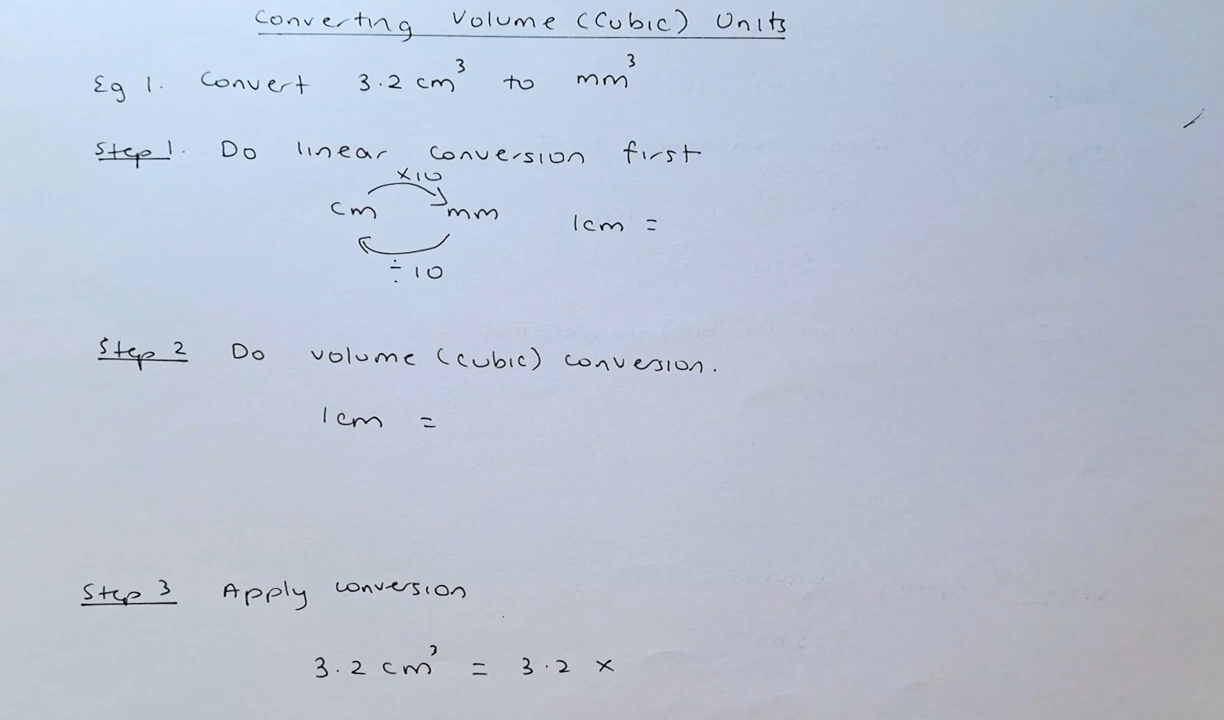 Converting Volume (Cubic) Units
Eg 1. Convert 3.2 cm³ to mm³
Step 1. Do linear conversion first
×10
cm mm 1cm =
÷ 10
Step 2 Do volume (cubic) conversion.
1cm =
Step 3 Apply conversion
3.2 cm³ = 3.2 ×